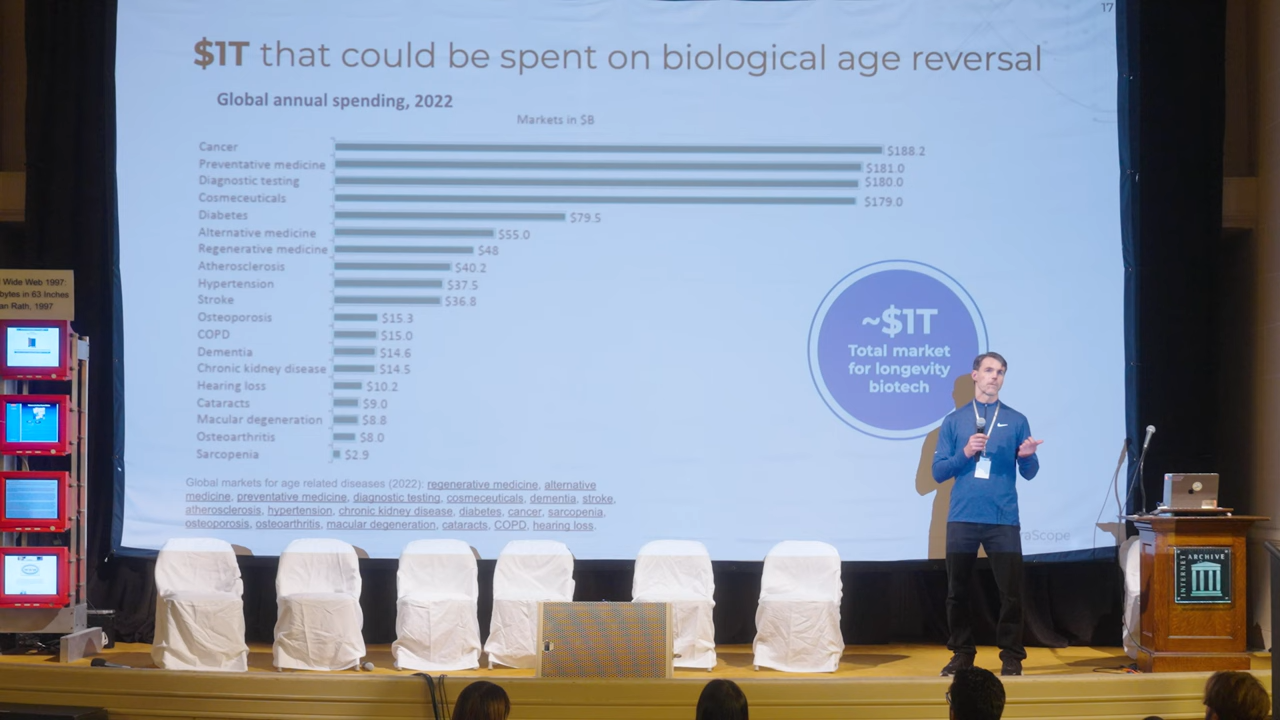 17
$1T that could be spent on biological age reversal
Global annual spending, 2022
Markets in $B
Cancer $188.2
Preventative medicine $181.0
Diagnostic testing $180.0
Cosmeceuticals $179.0
Diabetes $79.5
Alternative medicine $55.0
Regenerative medicine $48
Atherosclerosis $40.2
Hypertension $37.5
Stroke $36.8
Osteoporosis $15.3
COPD $15.0
Dementia $14.6
Chronic kidney disease $14.5
Hearing loss $10.2
Cataracts $9.0
Macular degeneration $8.8
Osteoarthritis $8.0
Sarcopenia $2.9
~$1T
Total market
for longevity
biotech
Global markets for age related diseases (2022): regenerative medicine, alternative
medicine, preventative medicine, diagnostic testing, cosmeceuticals, dementia, stroke,
atherosclerosis, hypertension, chronic kidney disease, diabetes, cancer, sarcopenia,
osteoporosis, osteoarthritis, macular degeneration, cataracts, COPD, hearing loss.
raScope
Wide Web 1997:
bytes in 63 Inches
an Rath, 1997
INTERNET ARCHIVE